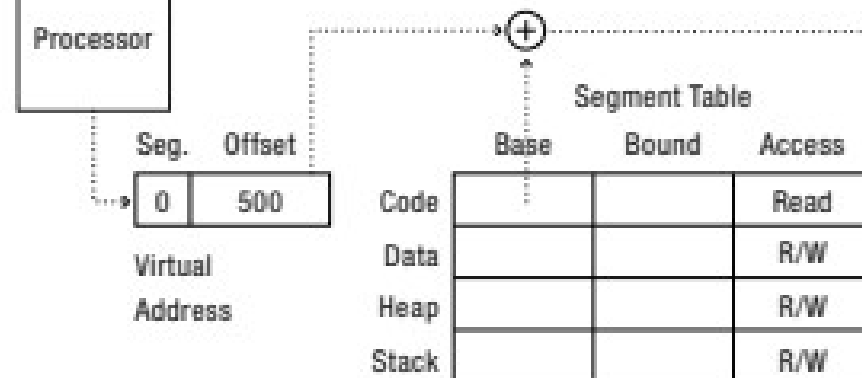 Processor
Segment Table
Seg. Offset Base Bound Access
0 500 Code Read
Data R/W
Virtual
Address
Heap R/W
Stack R/W